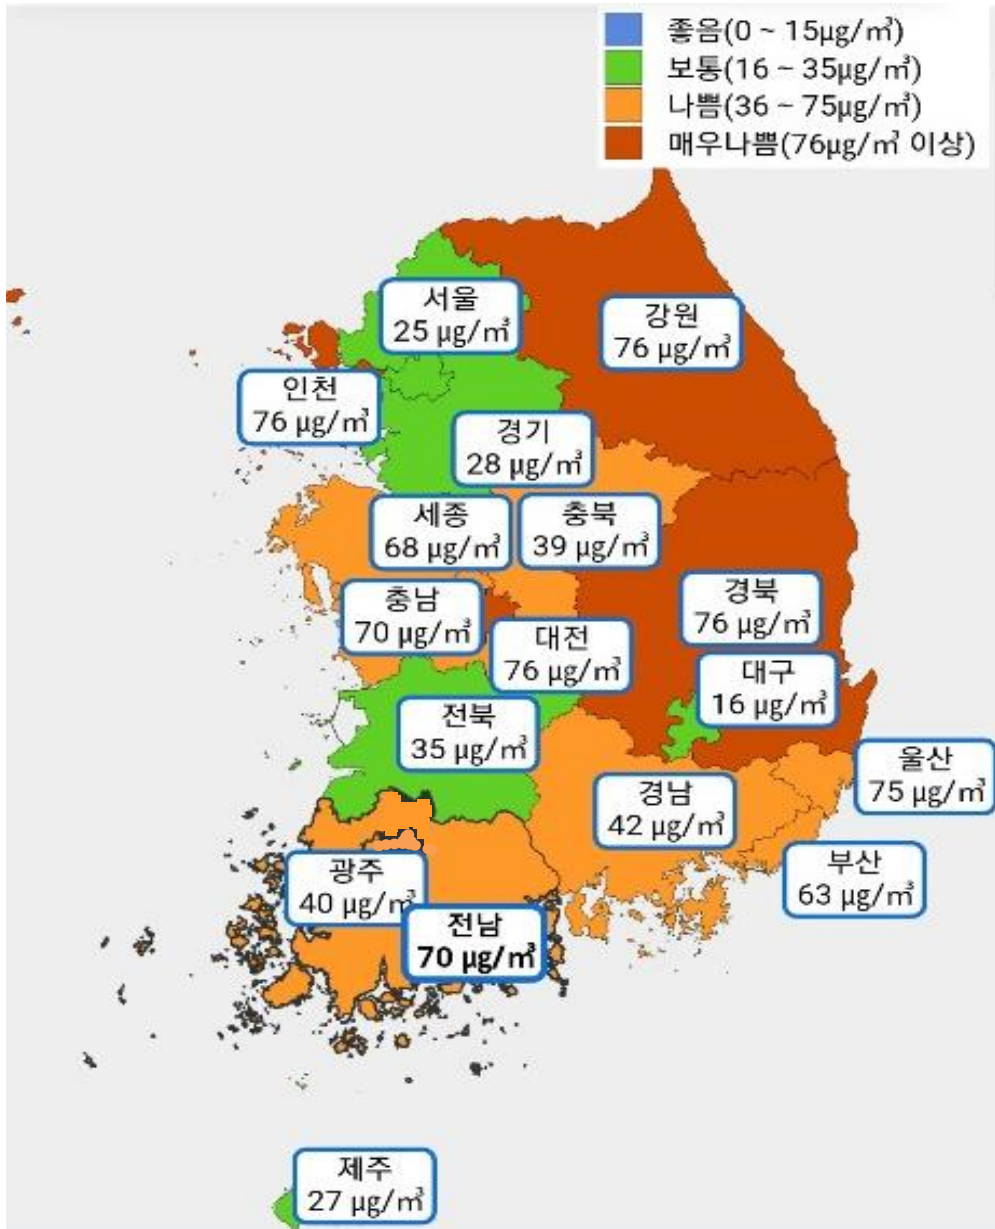 좋음(0 ~ 15µg/㎥)
보통(16 ~ 35µg/㎥)
나쁨(36 ~ 75µg/㎥)
매우나쁨(76µg/㎥ 이상)
서울
25 µg/㎥
강원
76 µg/㎥
인천
76 µg/㎥
경기
28 µg/㎥
세종
68 µg/㎥
충북
39 µg/㎥
충남
70 µg/㎥
경북
76 µg/㎥
대전
76 µg/㎥
대구
16 µg/㎥
전북
35 µg/㎥
울산
75 µg/㎥
경남
42 µg/㎥
부산
63 µg/㎥
광주
40 µg/㎥
전남
70 µg/㎥
제주
27 µg/㎥